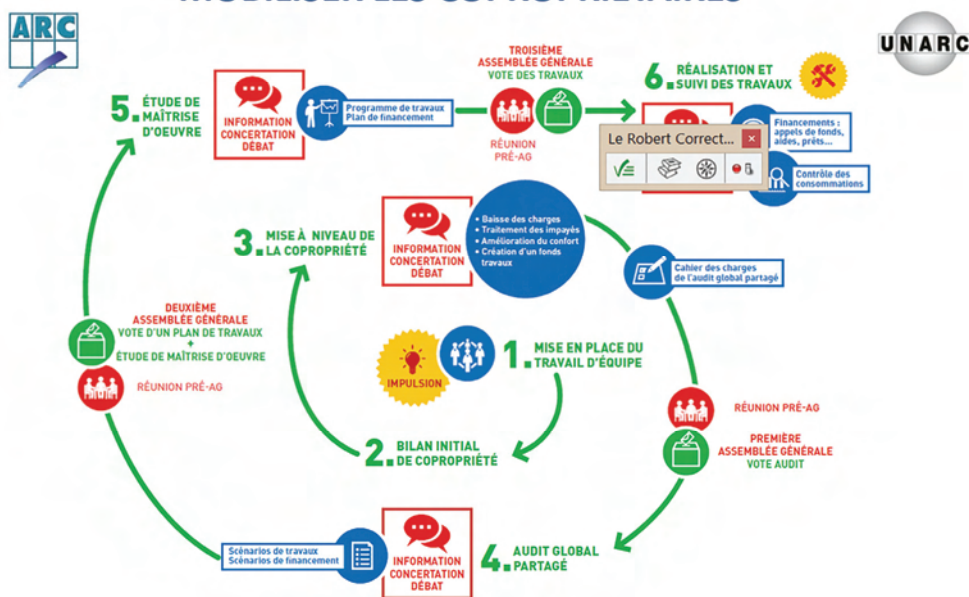 MOBILISER LES COPROPRIÉTAIRES
ARC
UNARC
5. ÉTUDE DE
MAÎTRISE
D'OEUVRE
INFORMATION
CONCERTATION
DÉBAT
Programme de travaux
Plan de financement
TROISIÈME
ASSEMBLÉE GÉNÉRALE
VOTE DES TRAVAUX
RÉUNION
PRÉ-AG
6. RÉALISATION ET
SUIVI DES TRAVAUX
Financements :
appels de fonds,
aides, prêts...
Le Robert Correct...
Contrôle des
consommations
3. MISE À NIVEAU DE
LA COPROPRIÉTÉ
INFORMATION
CONCERTATION
DÉBAT
• Baisse des charges
• Traitement des impayés
• Amélioration du confort
• Création d'un fonds
travaux
Cahier des charges
de l'audit global partagé
DEUXIÈME
ASSEMBLÉE GÉNÉRALE
VOTE D'UN PLAN DE TRAVAUX
+
ÉTUDE DE MAÎTRISE D'OEUVRE
RÉUNION PRÉ-AG
IMPULSION
1. MISE EN PLACE DU
TRAVAIL D'ÉQUIPE
2. BILAN INITIAL
DE COPROPRIÉTÉ
RÉUNION PRÉ-AG
PREMIÈRE
ASSEMBLÉE GÉNÉRALE
VOTE AUDIT
Scénarios de travaux
Scénarios de financement
INFORMATION
CONCERTATION
DÉBAT
4. AUDIT GLOBAL
PARTAGÉ